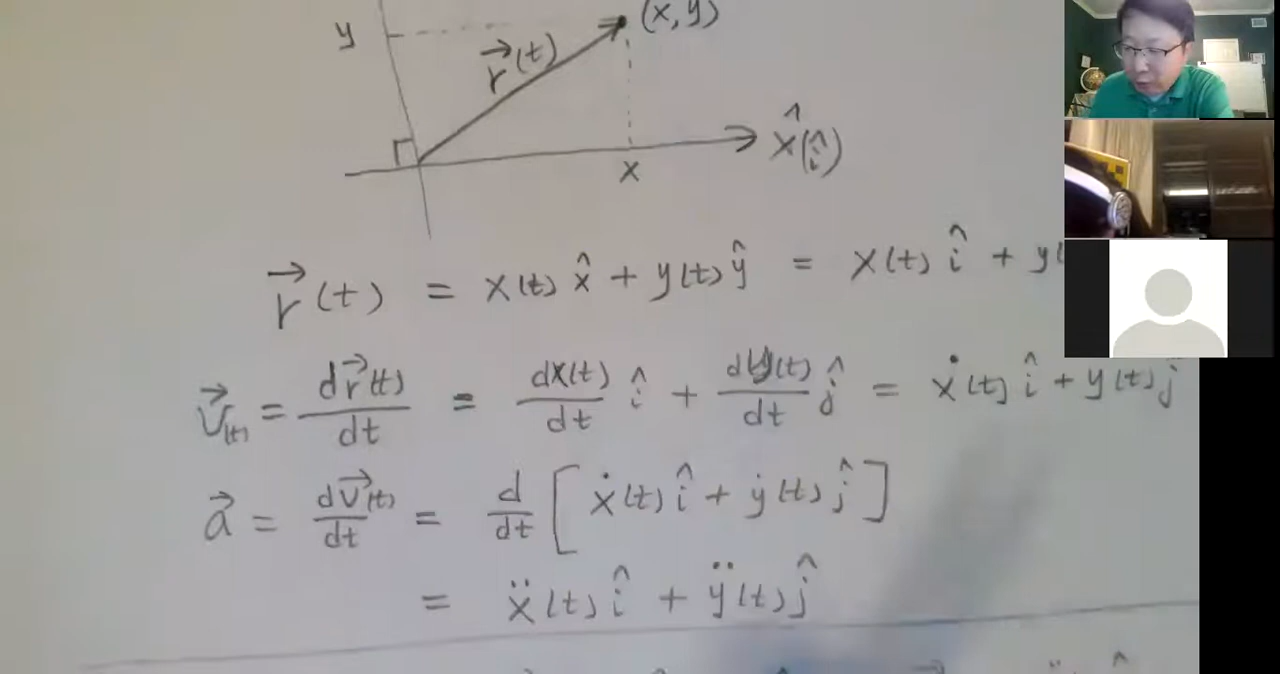 y
(x, y)
r⃗(t)
x
x̂(î)
r⃗(t) = x(t) x̂ + y(t) ŷ = x(t) î + y(
v⃗(t) = dr⃗(t)/dt = dx(t)/dt î + dy(t)/dt ĵ = ẋ(t) î + y(t) j
a⃗ = dv⃗(t)/dt = d/dt [ ẋ(t) î + ẏ(t) ĵ ]
= ẍ(t) î + ÿ(t) ĵ